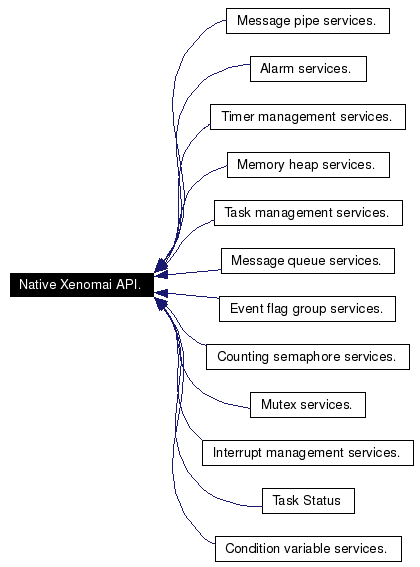 Message pipe services.
Alarm services.
Timer management services.
Memory heap services.
Task management services.
Message queue services.
Native Xenomai API.
Event flag group services.
Counting semaphore services.
Mutex services.
Interrupt management services.
Task Status
Condition variable services.